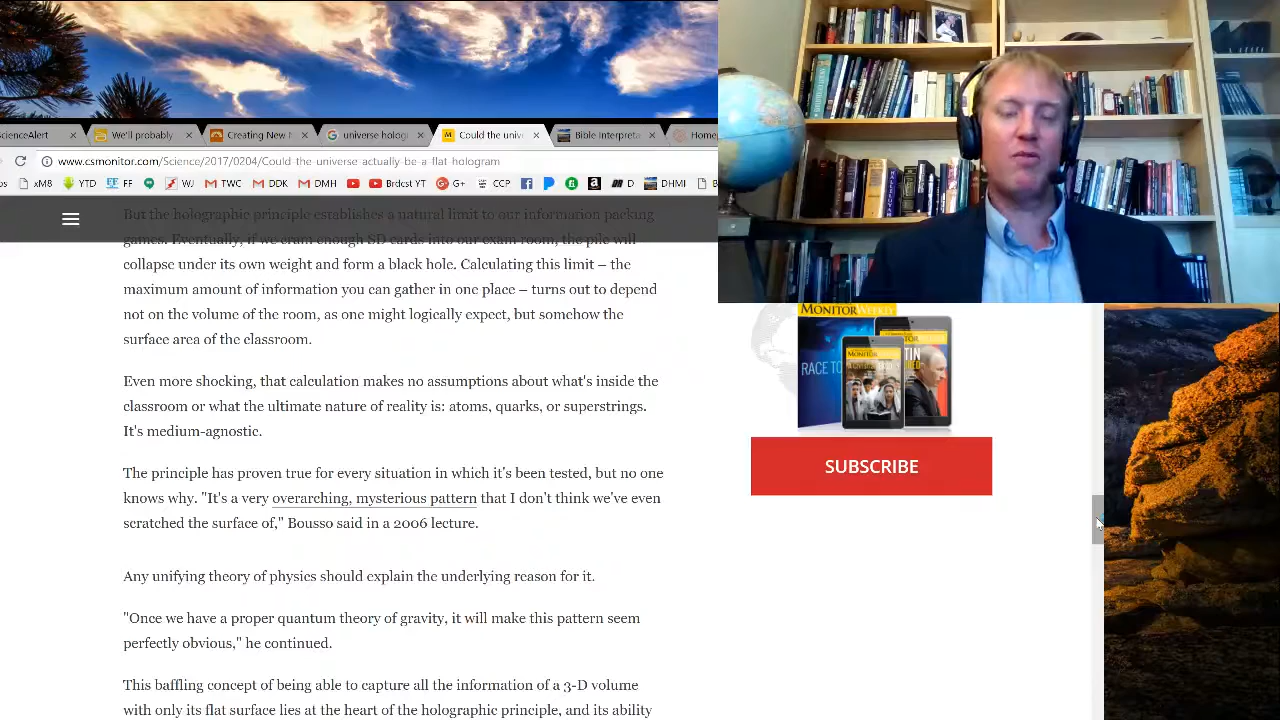 ScienceAlert
We'll probably
Creating New
universe hologr
Could the unive
Bible Interpreta
Home
www.csmonitor.com/Science/2017/0204/Could-the-universe-actually-be-a-flat-hologram
xM8 YTD FF WJ TWC DDK DMH Brdcst YT G+ CCP D DHMI
But the holographic principle establishes a natural limit to our information packing
games. Eventually, if we cram enough SD cards into our exam room, the pile will
collapse under its own weight and form a black hole. Calculating this limit – the
maximum amount of information you can gather in one place – turns out to depend
not on the volume of the room, as one might logically expect, but somehow the
surface area of the classroom.
Even more shocking, that calculation makes no assumptions about what's inside the
classroom or what the ultimate nature of reality is: atoms, quarks, or superstrings.
It's medium-agnostic.
The principle has proven true for every situation in which it's been tested, but no one
knows why. "It's a very overarching, mysterious pattern that I don't think we've even
scratched the surface of," Bousso said in a 2006 lecture.
Any unifying theory of physics should explain the underlying reason for it.
"Once we have a proper quantum theory of gravity, it will make this pattern seem
perfectly obvious," he continued.
This baffling concept of being able to capture all the information of a 3-D volume
with only its flat surface lies at the heart of the holographic principle, and its ability
MONITOR WEEKLY
RACE TO
SUBSCRIBE